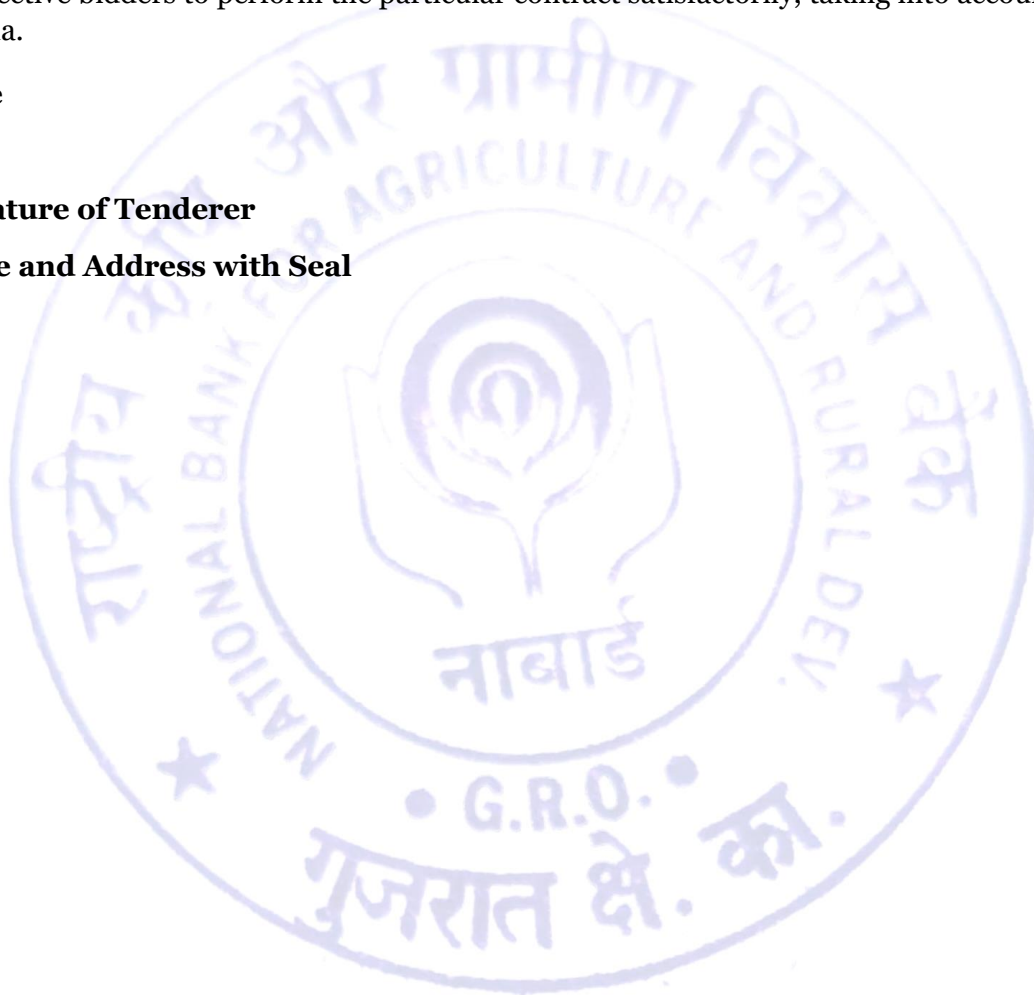 ective bidders to perform the particular contract satisfactorily, taking into accou
a.
e
ature of Tenderer
e and Address with Seal
राष्ट्रीय कृषि और ग्रामीण विकास बैंक
NATIONAL BANK FOR AGRICULTURE AND RURAL DEV.
नाबार्ड
• G.R.O. •
गुजरात क्षे. का.